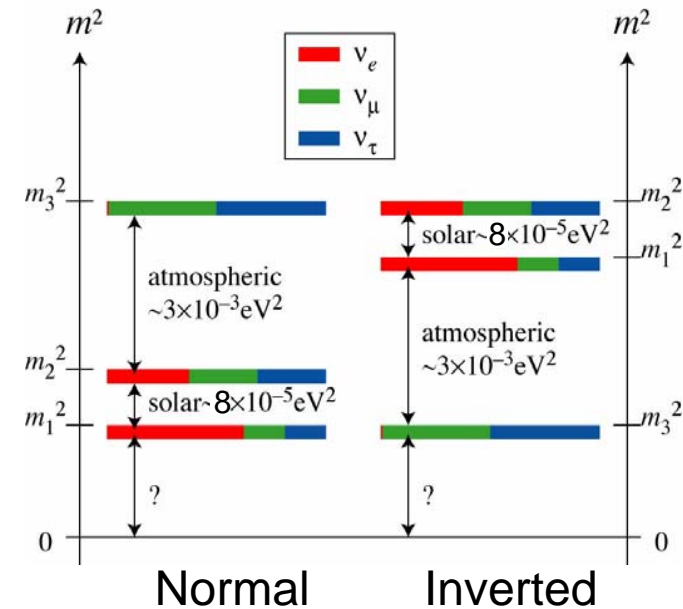 m² m²
νe
νμ
ντ
m₃² m₂²
solar~8×10⁻⁵eV²
m₁²
atmospheric
~3×10⁻³eV²
atmospheric
~3×10⁻³eV²
m₂²
solar~8×10⁻⁵eV²
m₁² m₃²
? ?
0 0
Normal Inverted